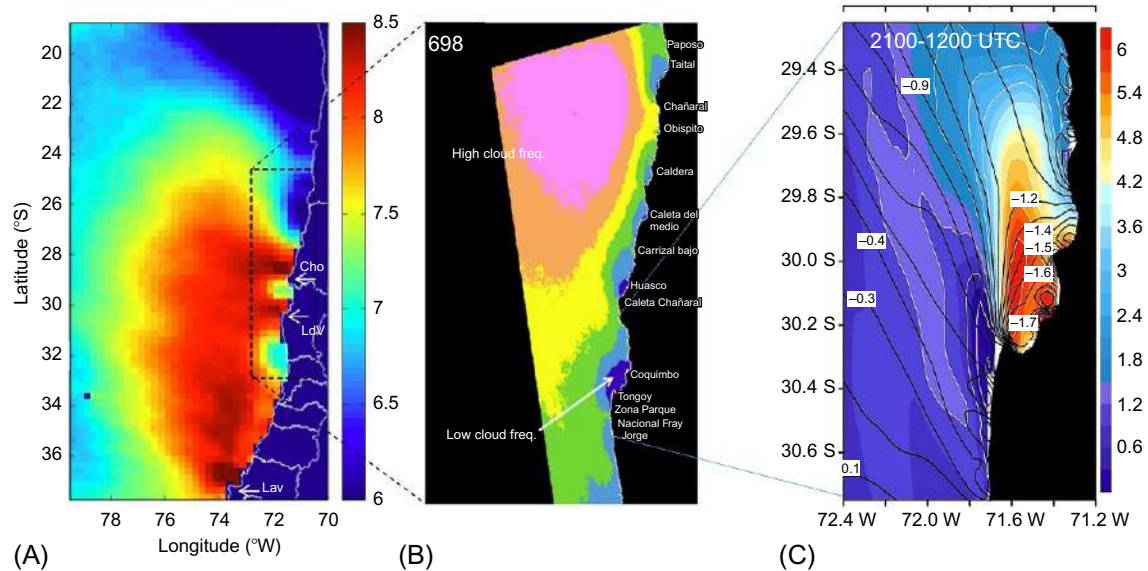 20
22
24
26
28
30
32
34
36
Latitude (°S)
78
76
74
72
70
Longitude (°W)
Cho
LdV
Lav
8.5
8
7.5
7
6.5
6
(A)
698
High cloud freq.
Low cloud freq.
Paposo
Taital
Chañaral
Obispito
Caldera
Caleta del
medio
Carrizal bajo
Huasco
Caleta Chañaral
Coquimbo
Tongoy
Zona Parque
Nacional Fray
Jorge
(B)
2100-1200 UTC
29.4 S
29.6 S
29.8 S
30.0 S
30.2 S
30.4 S
30.6 S
72.4 W
72.0 W
71.6 W
71.2 W
–0.9
–0.4
–0.3
0.1
–1.2
–1.4
–1.5
–1.6
–1.7
6
5.4
4.8
4.2
3.6
3
2.4
1.8
1.2
0.6
(C)